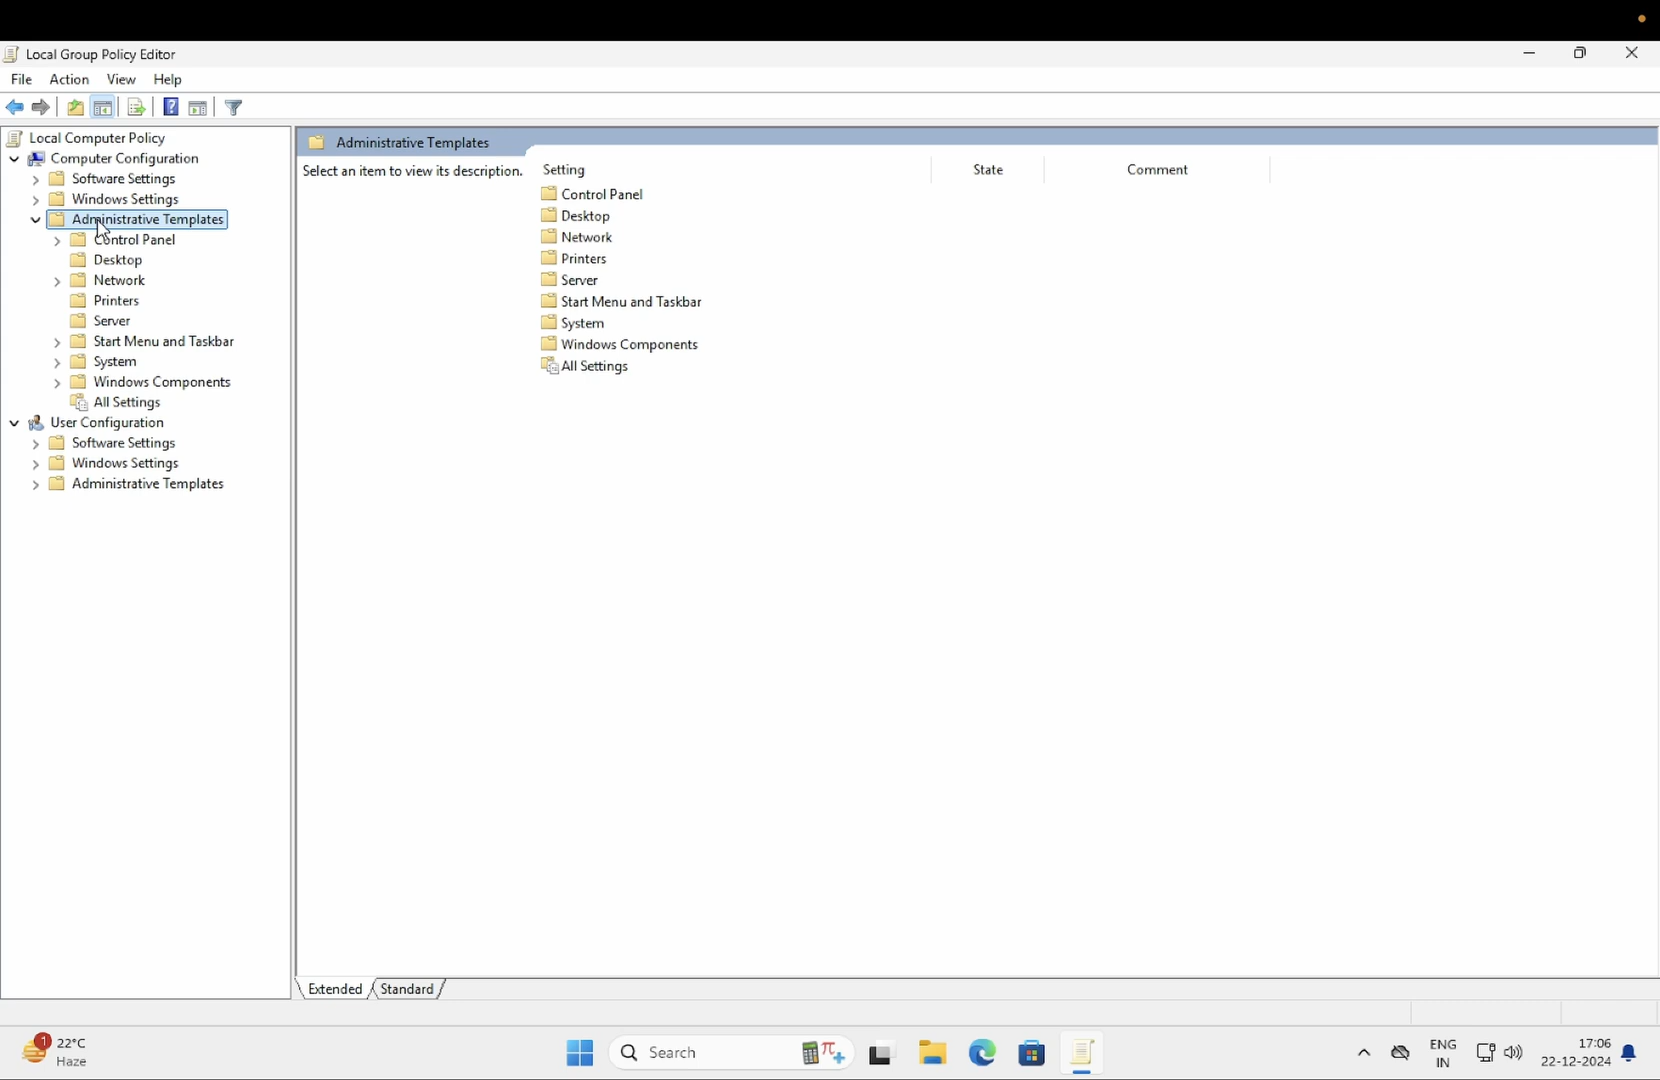 Local Group Policy Editor
File Action View Help
Local Computer Policy
Computer Configuration
Software Settings
Windows Settings
Administrative Templates
Control Panel
Desktop
Network
Printers
Server
Start Menu and Taskbar
System
Windows Components
All Settings
User Configuration
Software Settings
Windows Settings
Administrative Templates
Administrative Templates
Select an item to view its description.
Setting State Comment
Control Panel
Desktop
Network
Printers
Server
Start Menu and Taskbar
System
Windows Components
All Settings
Extended Standard
1
22°C
Haze
Search
ENG
IN
17:06
22-12-2024